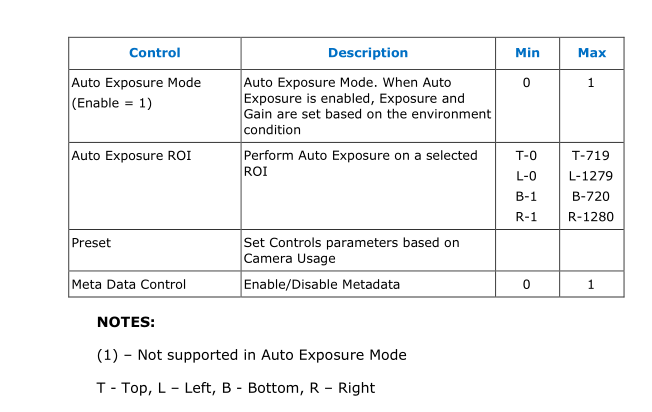 Control Description Min Max
Auto Exposure Mode
(Enable = 1)
Auto Exposure Mode. When Auto
Exposure is enabled, Exposure and
Gain are set based on the environment
condition
0
1
Auto Exposure ROI
Perform Auto Exposure on a selected
ROI
T-0
L-0
B-1
R-1
T-719
L-1279
B-720
R-1280
Preset
Set Controls parameters based on
Camera Usage
Meta Data Control Enable/Disable Metadata 0 1
NOTES:
(1) – Not supported in Auto Exposure Mode
T - Top, L – Left, B - Bottom, R – Right